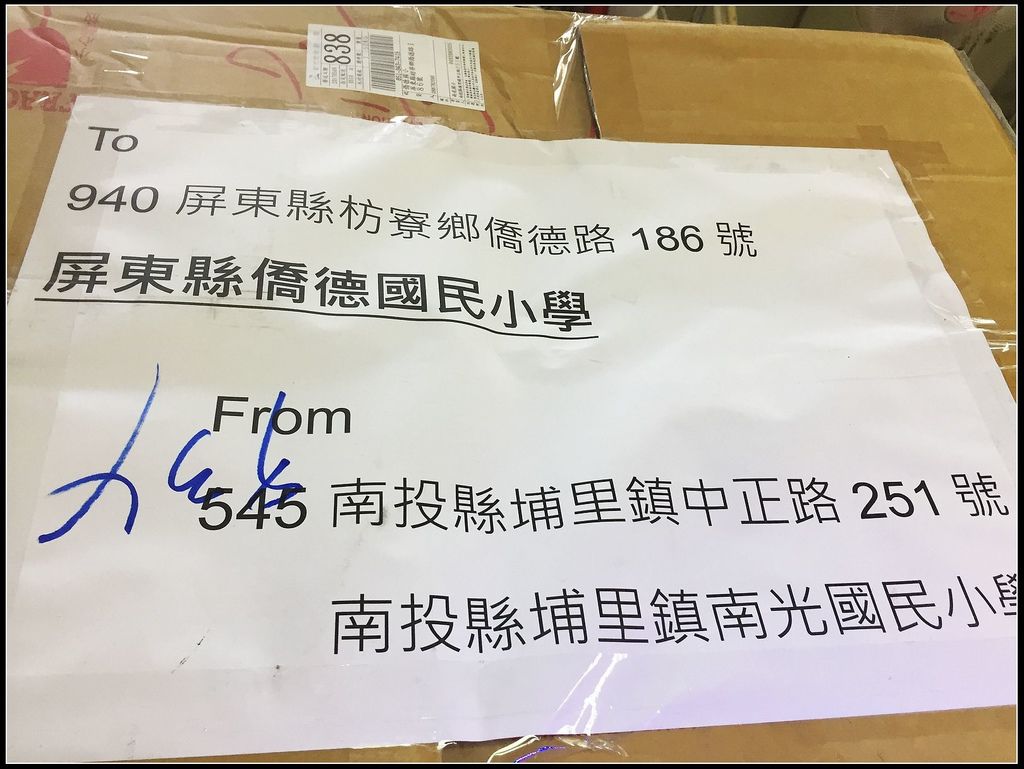 838
To
940 屏東縣枋寮鄉僑德路 186 號
屏東縣僑德國民小學
From
545 南投縣埔里鎮中正路 251 號
南投縣埔里鎮南光國民小學